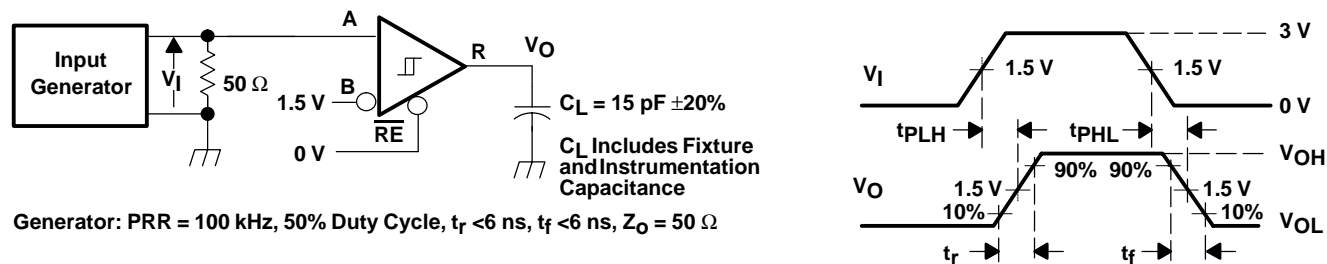 Input
Generator
V_I
50 Ω
A
B
1.5 V
R̅E̅
0 V
R
V_O
C_L = 15 pF ±20%
C_L Includes Fixture
and Instrumentation
Capacitance
Generator: PRR = 100 kHz, 50% Duty Cycle, t_r <6 ns, t_f <6 ns, Z_o = 50 Ω
V_I
3 V
1.5 V
1.5 V
0 V
t_PLH
t_PHL
V_O
V_OH
90%
90%
1.5 V
1.5 V
10%
10%
V_OL
t_r
t_f